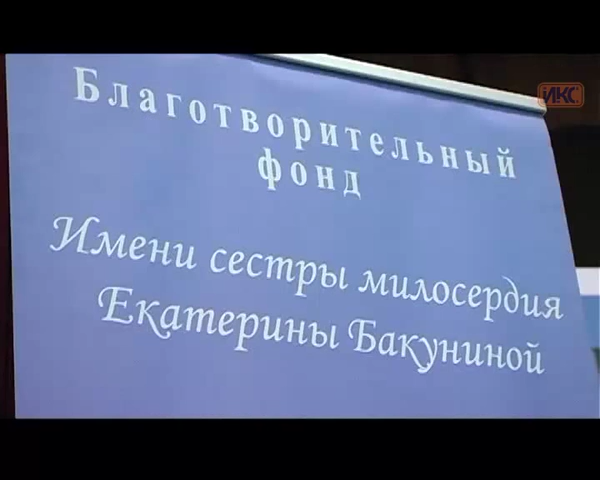 ИКС
Благотворительный
фонд
Имени сестры милосердия
Екатерины Бакуниной